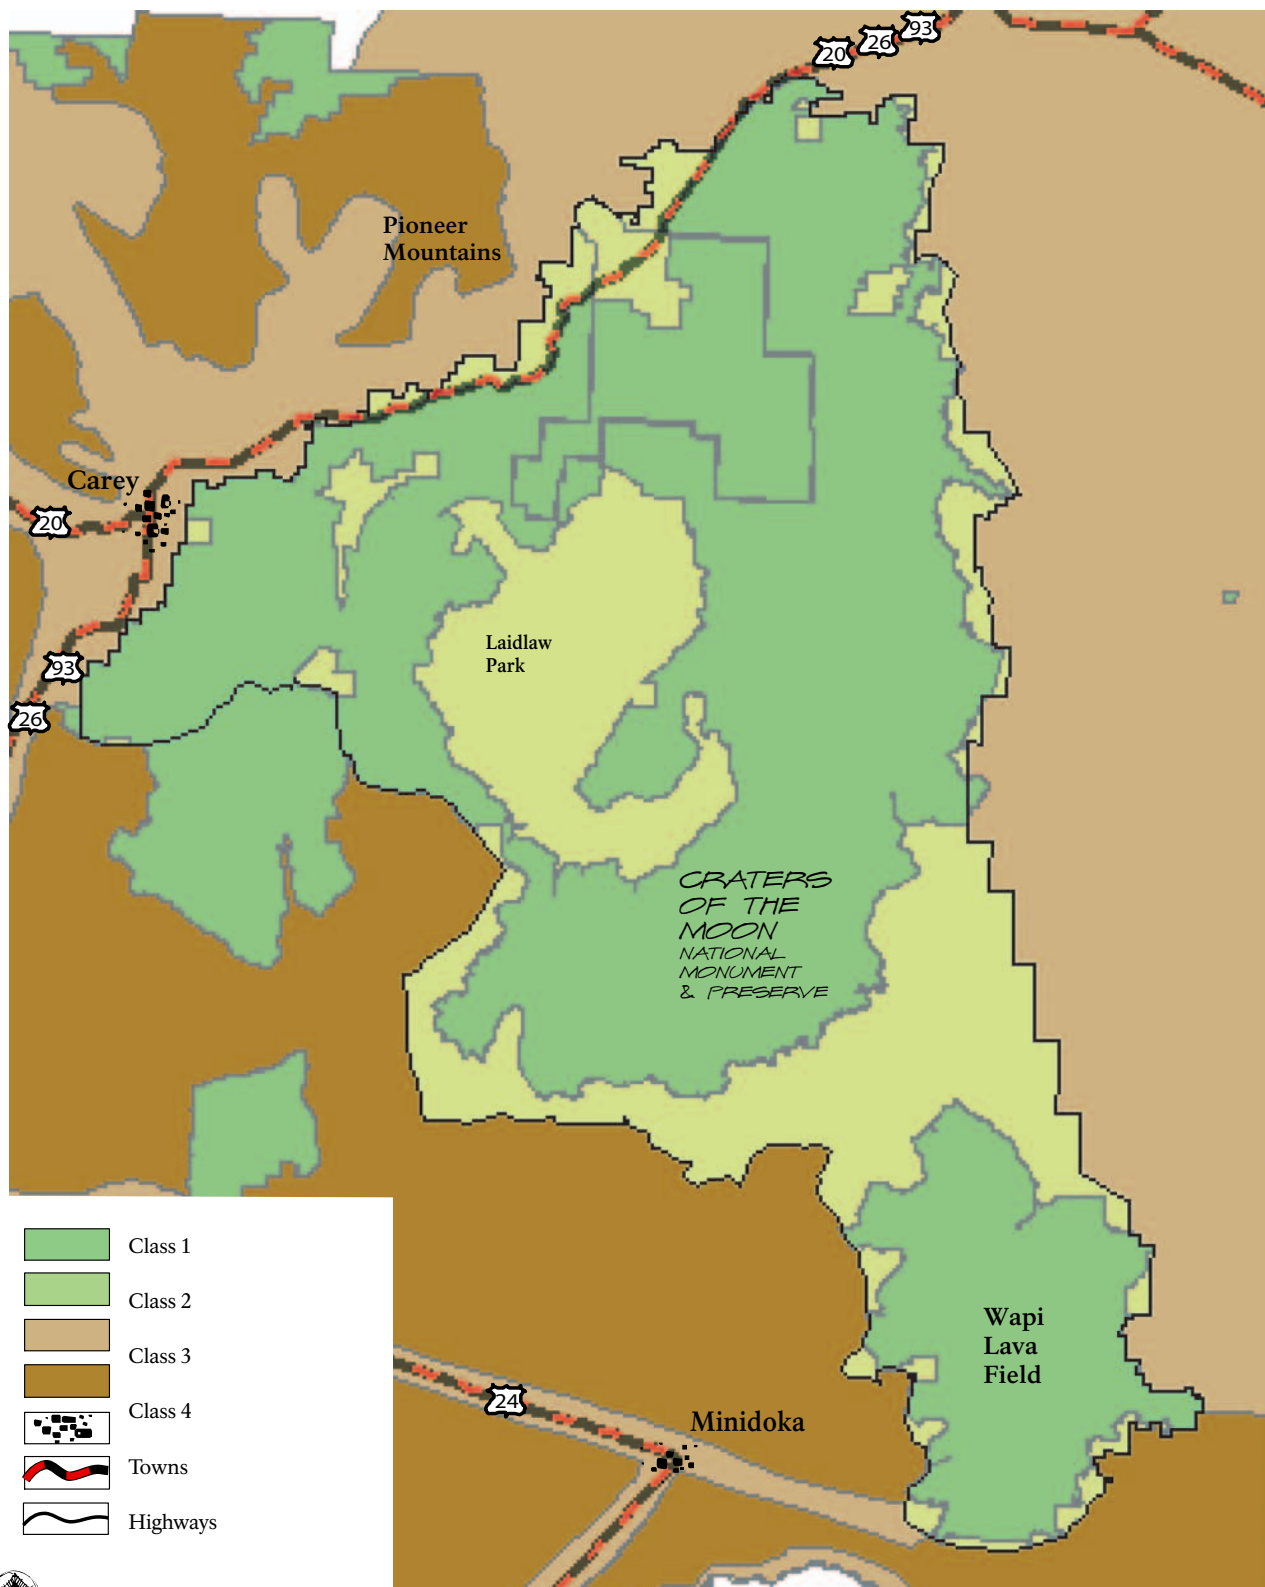 93
26
20
Pioneer
Mountains
Carey
20
Laidlaw
Park
93
26
CRATERS
OF THE
MOON
NATIONAL
MONUMENT
& PRESERVE
Class 1
Class 2
Class 3
Class 4
Towns
Highways
Wapi
Lava
Field
24
Minidoka